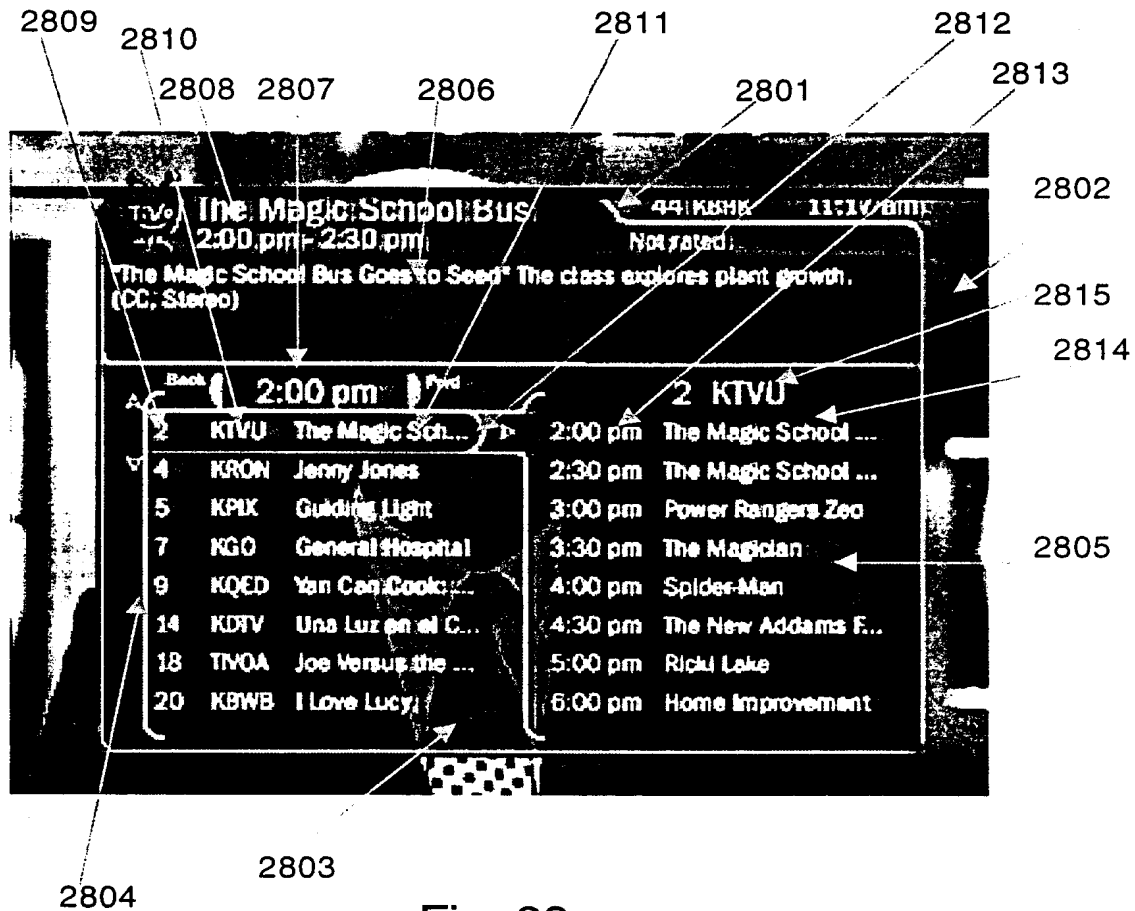 2809 2810 2811 2812
2808 2807 2806 2801 2813
2802
TiVo The Magic School Bus 44 KBHK
2:00 pm - 2:30 pm Not rated
"The Magic School Bus Goes to Seed" The class explores plant growth.
(CC, Stereo)
2815
2814
Back 2:00 pm Fwd 2 KTVU
2 KTVU The Magic Sch... 2:00 pm The Magic School ...
4 KRON Jenny Jones 2:30 pm The Magic School ...
5 KPIX Guiding Light 3:00 pm Power Rangers Zeo
7 KGO General Hospital 3:30 pm The Magician 2805
9 KQED Yan Can Cook: ... 4:00 pm Spider-Man
14 KDTV Una Luz en el C... 4:30 pm The New Addams F...
18 TIVOA Joe Versus the ... 5:00 pm Ricki Lake
20 KBWB I Love Lucy 6:00 pm Home Improvement
2803
2804